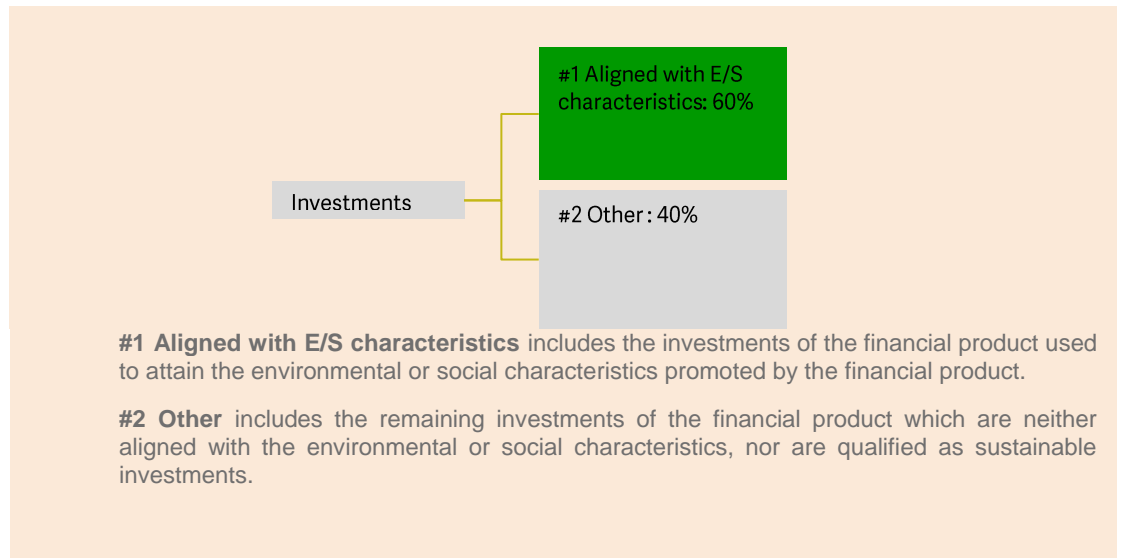 #1 Aligned with E/S
characteristics: 60%
Investments
#2 Other : 40%
#1 Aligned with E/S characteristics includes the investments of the financial product used
to attain the environmental or social characteristics promoted by the financial product.
#2 Other includes the remaining investments of the financial product which are neither
aligned with the environmental or social characteristics, nor are qualified as sustainable
investments.